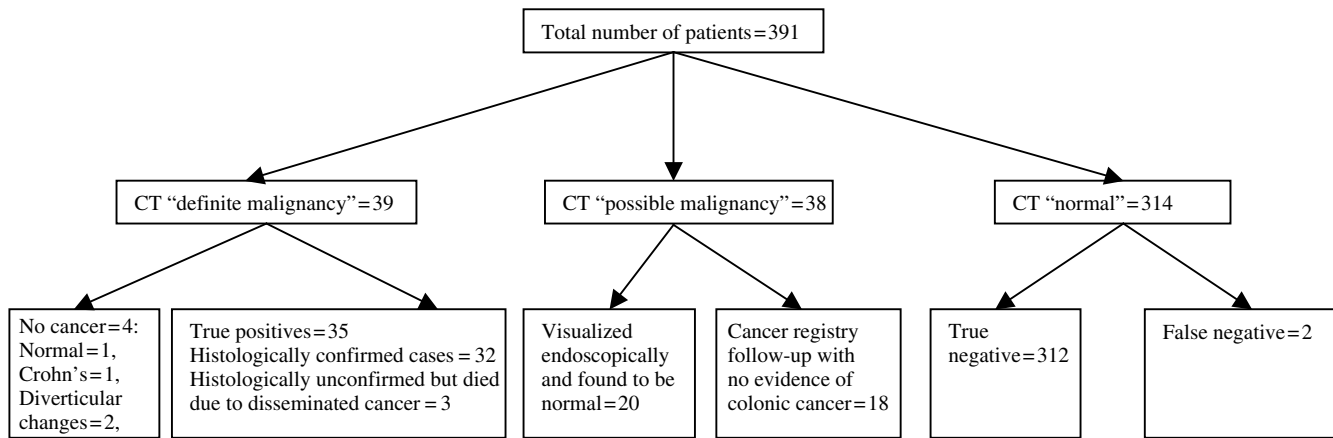 Total number of patients=391
CT “definite malignancy”=39
CT “possible malignancy”=38
CT “normal”=314
No cancer=4:
Normal=1,
Crohn’s=1,
Diverticular
changes=2,
True positives=35
Histologically confirmed cases = 32
Histologically unconfirmed but died
due to disseminated cancer = 3
Visualized
endoscopically
and found to be
normal=20
Cancer registry
follow-up with
no evidence of
colonic cancer=18
True
negative=312
False negative=2